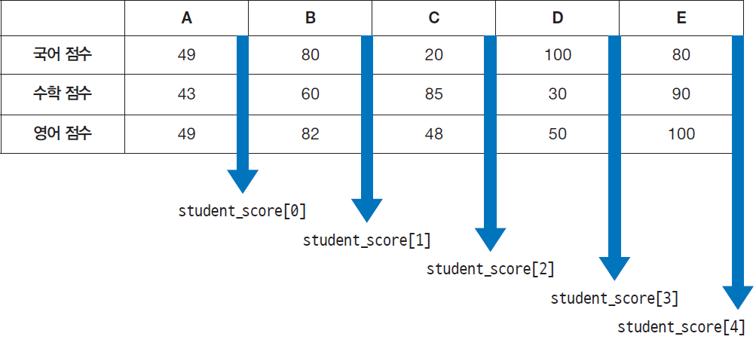 A B C D E
국어 점수 49 80 20 100 80
수학 점수 43 60 85 30 90
영어 점수 49 82 48 50 100
student_score[0]
student_score[1]
student_score[2]
student_score[3]
student_score[4]